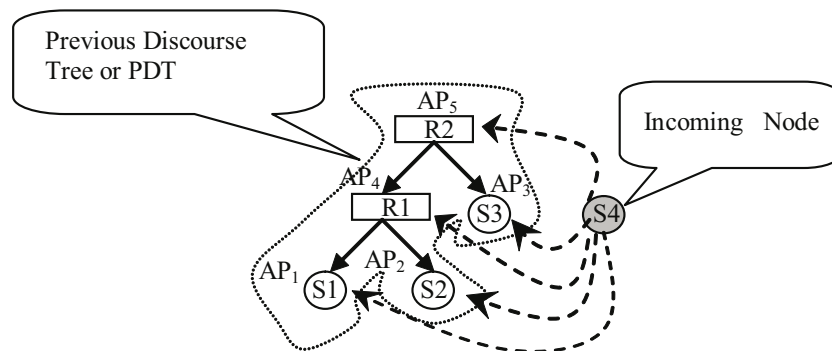 Previous Discourse
Tree or PDT
AP5
R2
Incoming Node
AP4
AP3
R1
S3
S4
AP1
AP2
S1
S2